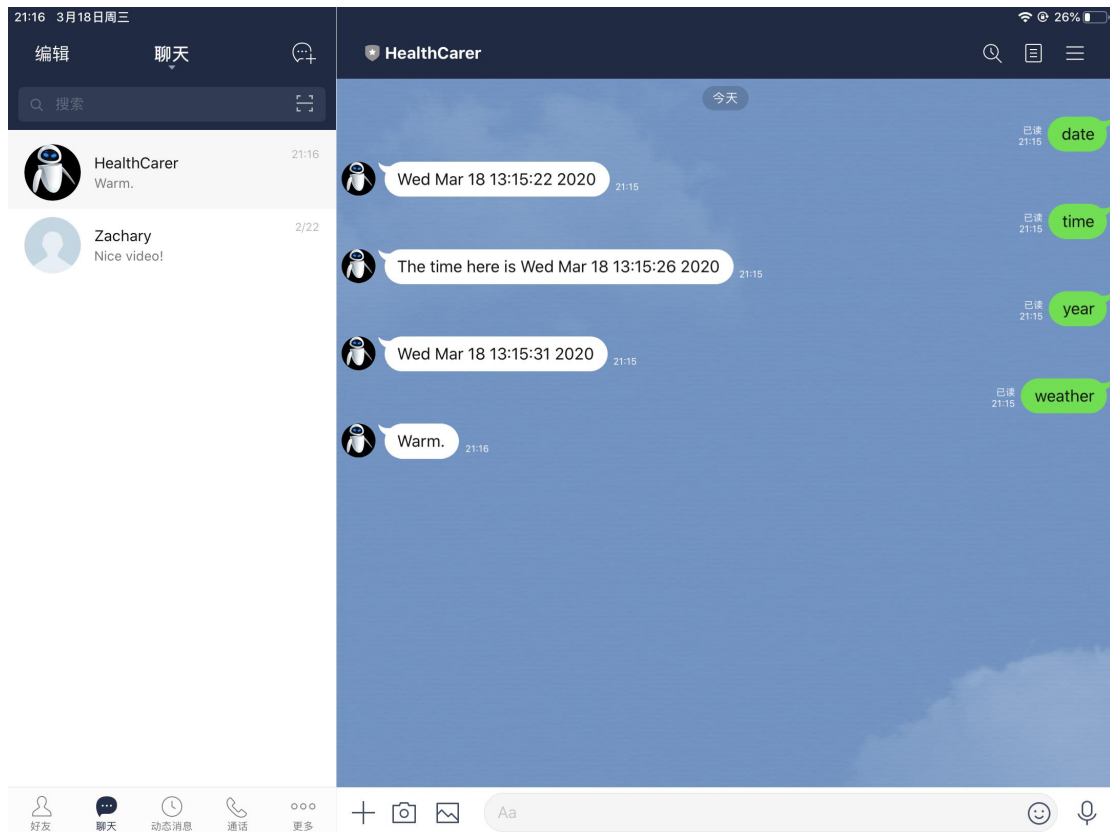 21:16 3月18日周三
26%
编辑 聊天
搜索
HealthCarer 21:16
Warm.
Zachary 2/22
Nice video!
好友 聊天 动态消息 通话 更多
HealthCarer
今天
已读
21:15
date
Wed Mar 18 13:15:22 2020 21:15
已读
21:15
time
The time here is Wed Mar 18 13:15:26 2020 21:15
已读
21:15
year
Wed Mar 18 13:15:31 2020 21:15
已读
21:15
weather
Warm. 21:16
Aa